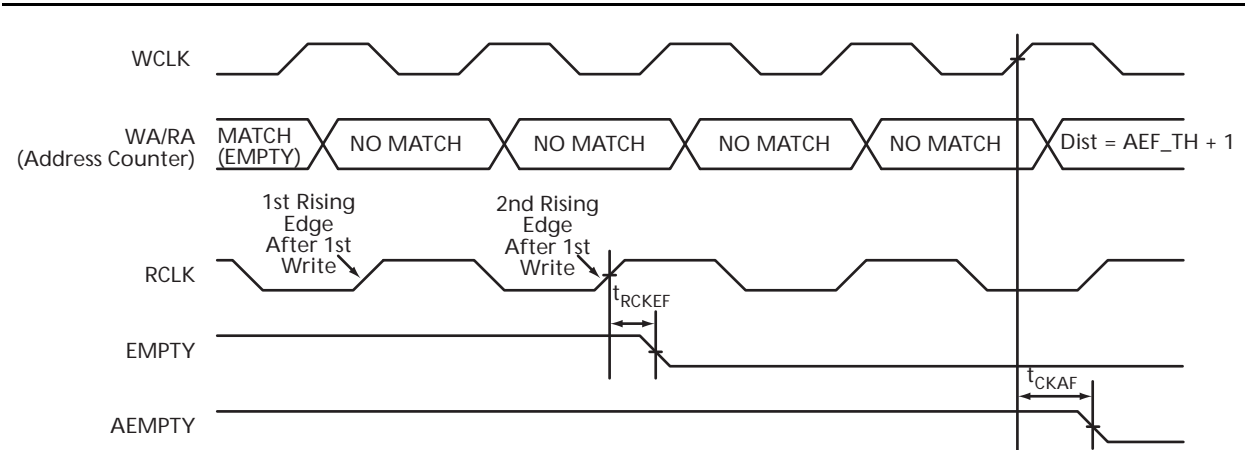 WCLK
WA/RA
(Address Counter)
MATCH
(EMPTY)
NO MATCH
NO MATCH
NO MATCH
NO MATCH
Dist = AEF_TH + 1
1st Rising
Edge
After 1st
Write
2nd Rising
Edge
After 1st
Write
RCLK
tRCKEF
EMPTY
tCKAF
AEMPTY